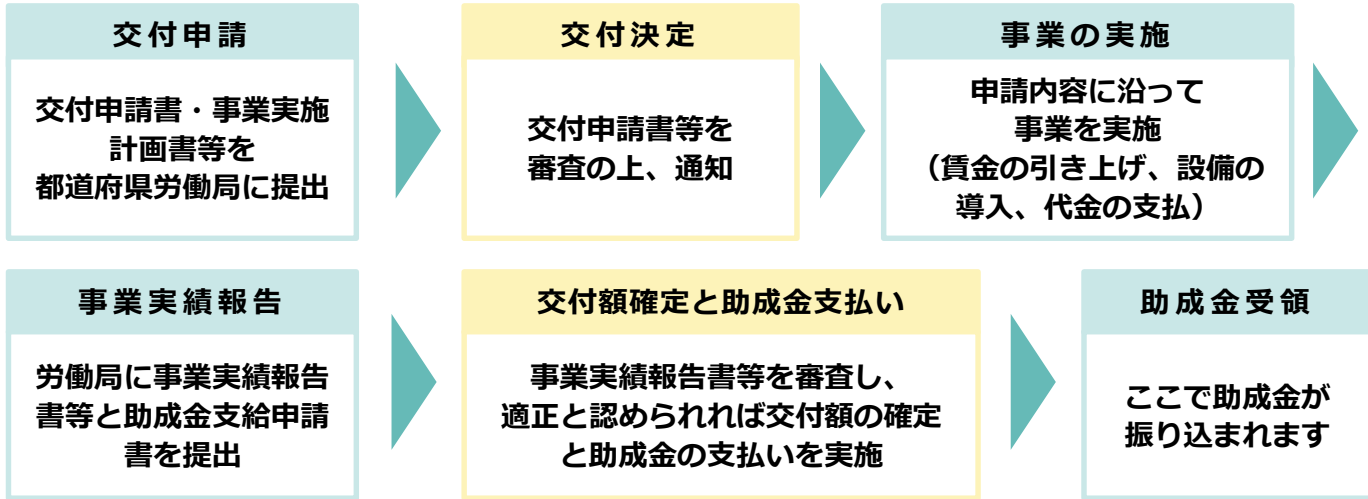 交付申請
交付申請書・事業実施
計画書等を
都道府県労働局に提出
交付決定
交付申請書等を
審査の上、通知
事業の実施
申請内容に沿って
事業を実施
（賃金の引き上げ、設備の
導入、代金の支払）
事業実績報告
労働局に事業実績報告
書等と助成金支給申請
書を提出
交付額確定と助成金支払い
事業実績報告書等を審査し、
適正と認められれば交付額の確定
と助成金の支払いを実施
助成金受領
ここで助成金が
振り込まれます